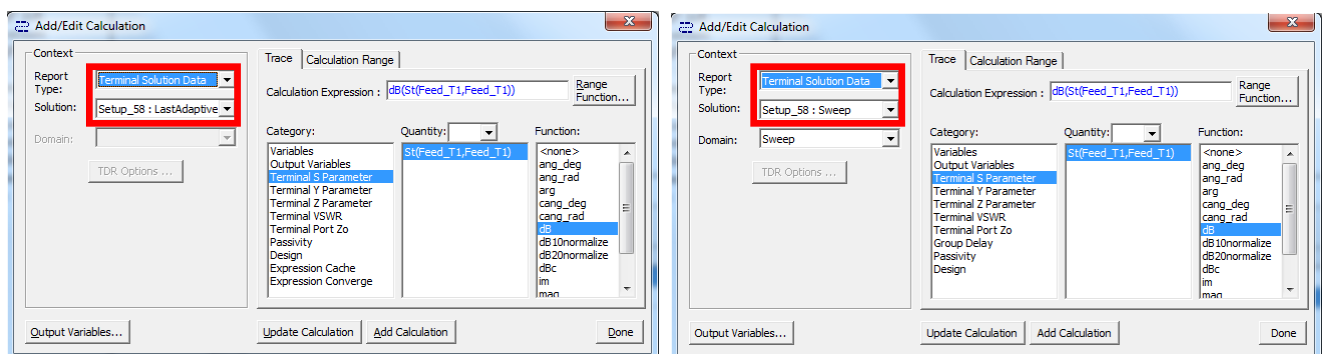 Add/Edit Calculation
Context
Report Type:
Terminal Solution Data
Solution:
Setup_58 : LastAdaptive
Domain:
TDR Options ...
Trace
Calculation Range
Calculation Expression :
dB(St(Feed_T1,Feed_T1))
Range Function...
Category:
Quantity:
Function:
Variables
Output Variables
Terminal S Parameter
Terminal Y Parameter
Terminal Z Parameter
Terminal VSWR
Terminal Port Zo
Passivity
Design
Expression Cache
Expression Converge
St(Feed_T1,Feed_T1)
<none>
ang_deg
ang_rad
arg
cang_deg
cang_rad
dB
dB10normalize
dB20normalize
dBc
im
mag
Output Variables...
Update Calculation
Add Calculation
Done
Add/Edit Calculation
Context
Report Type:
Terminal Solution Data
Solution:
Setup_58 : Sweep
Domain:
Sweep
TDR Options ...
Trace
Calculation Range
Calculation Expression :
dB(St(Feed_T1,Feed_T1))
Range Function...
Category:
Quantity:
Function:
Variables
Output Variables
Terminal S Parameter
Terminal Y Parameter
Terminal Z Parameter
Terminal VSWR
Terminal Port Zo
Group Delay
Passivity
Design
St(Feed_T1,Feed_T1)
<none>
ang_deg
ang_rad
arg
cang_deg
cang_rad
dB
dB10normalize
dB20normalize
dBc
im
mag
Output Variables...
Update Calculation
Add Calculation
Done